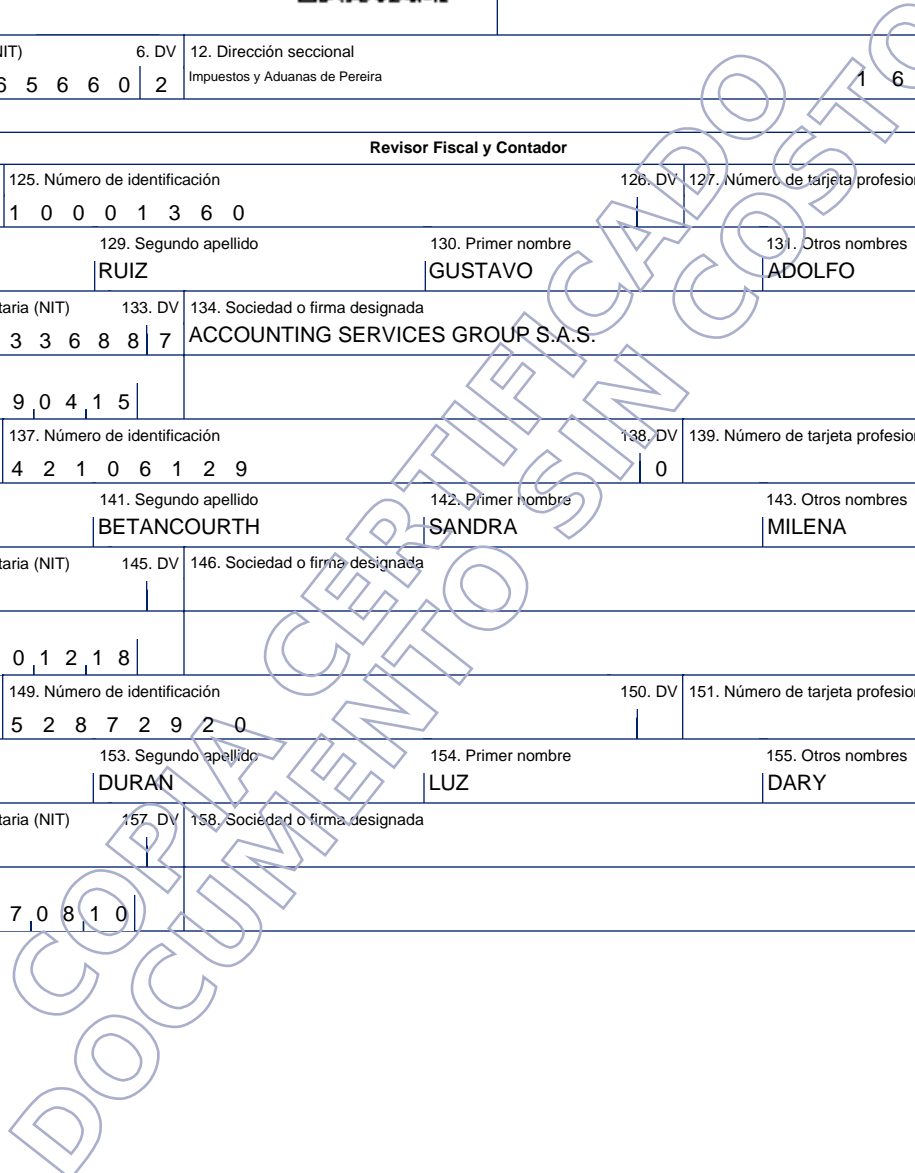 NIT) 6. DV 12. Dirección seccional
6 5 6 6 0 2 Impuestos y Aduanas de Pereira 1 6
Revisor Fiscal y Contador
125. Número de identificación 126. DV 127. Número de tarjeta profesion
1 0 0 0 1 3 6 0
129. Segundo apellido 130. Primer nombre 131. Otros nombres
RUIZ GUSTAVO ADOLFO
taria (NIT) 133. DV 134. Sociedad o firma designada
3 3 6 8 8 7 ACCOUNTING SERVICES GROUP S.A.S.
9 0 4 1 5
137. Número de identificación 138. DV 139. Número de tarjeta profesion
4 2 1 0 6 1 2 9 0
141. Segundo apellido 142. Primer nombre 143. Otros nombres
BETANCOURTH SANDRA MILENA
taria (NIT) 145. DV 146. Sociedad o firma designada
0 1 2 1 8
149. Número de identificación 150. DV 151. Número de tarjeta profesion
5 2 8 7 2 9 2 0
153. Segundo apellido 154. Primer nombre 155. Otros nombres
DURAN LUZ DARY
taria (NIT) 157. DV 158. Sociedad o firma designada
7 0 8 1 0
COPIA CERTIFICADO
DOCUMENTO SIN COSTO